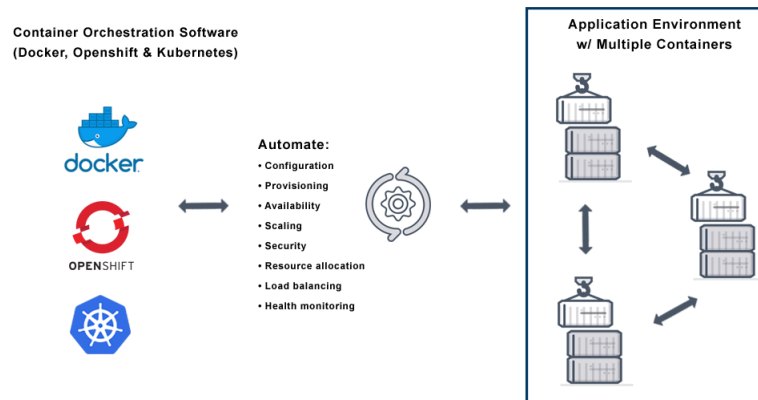 Container Orchestration Software
(Docker, Openshift & Kubernetes)
Application Environment
w/ Multiple Containers
docker
OPENSHIFT
Automate:
• Configuration
• Provisioning
• Availability
• Scaling
• Security
• Resource allocation
• Load balancing
• Health monitoring